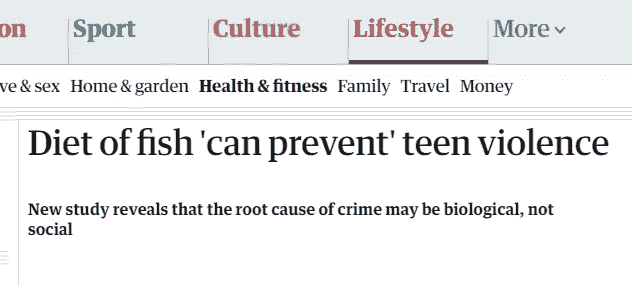 on Sport Culture Lifestyle More
ve & sex Home & garden Health & fitness Family Travel Money
Diet of fish 'can prevent' teen violence
New study reveals that the root cause of crime may be biological, not
social